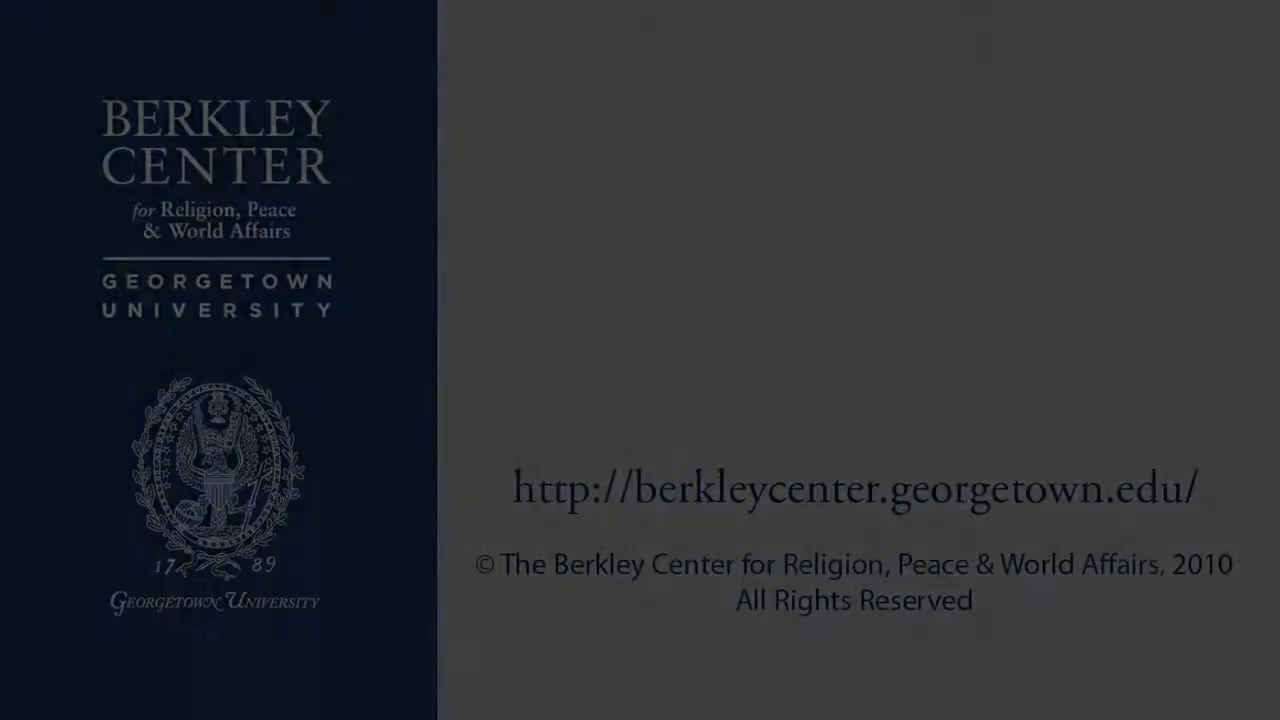 BERKLEY
CENTER
for Religion, Peace
& World Affairs
GEORGETOWN
UNIVERSITY
17 89
GEORGETOWN UNIVERSITY
http://berkleycenter.georgetown.edu/
© The Berkley Center for Religion, Peace & World Affairs, 2010
All Rights Reserved